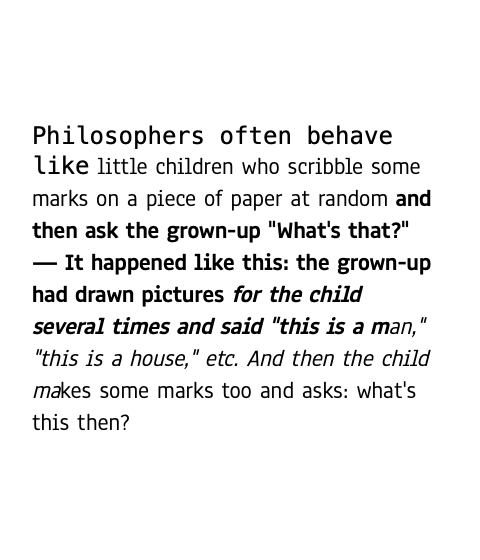 Philosophers often behave
like little children who scribble some
marks on a piece of paper at random and
then ask the grown-up "What's that?"
— It happened like this: the grown-up
had drawn pictures for the child
several times and said "this is a man,"
"this is a house," etc. And then the child
makes some marks too and asks: what's
this then?